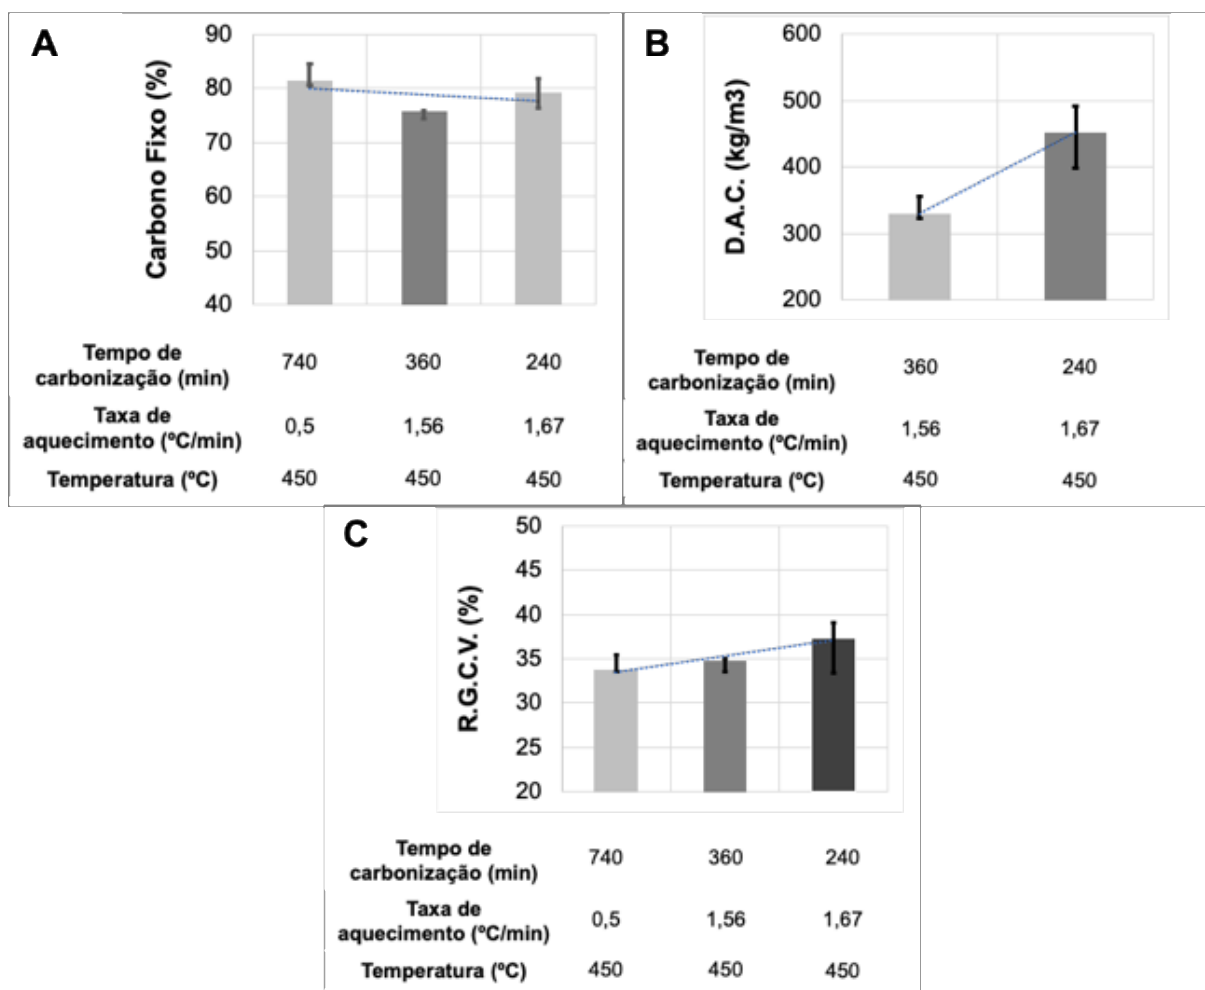 A
Carbono Fixo (%)
90
80
70
60
50
40
Tempo de
carbonização (min)
740 360 240
Taxa de
aquecimento (ºC/min)
0,5 1,56 1,67
Temperatura (ºC) 450 450 450
B
D.A.C. (kg/m3)
600
500
400
300
200
Tempo de
carbonização (min)
360 240
Taxa de
aquecimento (ºC/min)
1,56 1,67
Temperatura (ºC) 450 450
C
R.G.C.V. (%)
50
45
40
35
30
25
20
Tempo de
carbonização (min)
740 360 240
Taxa de
aquecimento (ºC/min)
0,5 1,56 1,67
Temperatura (ºC) 450 450 450